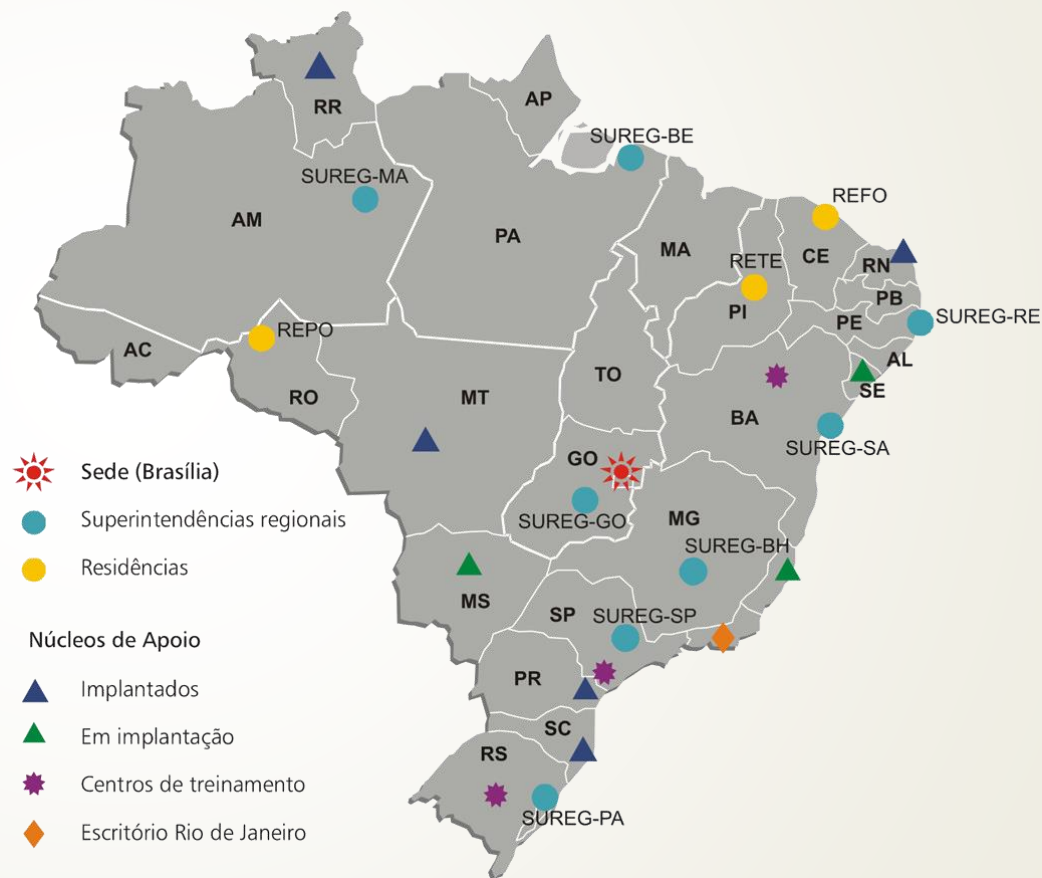 AP
RR
SUREG-BE
SUREG-MA
REFO
AM
PA
MA
CE
RETE
RN
PB
PI
PE
SUREG-RE
REPO
AC
AL
TO
SE
RO
MT
BA
SUREG-SA
GO
SUREG-GO
MG
SUREG-BH
MS
SP
SUREG-SP
PR
SC
RS
SUREG-PA
Sede (Brasília)
Superintendências regionais
Residências
Núcleos de Apoio
Implantados
Em implantação
Centros de treinamento
Escritório Rio de Janeiro